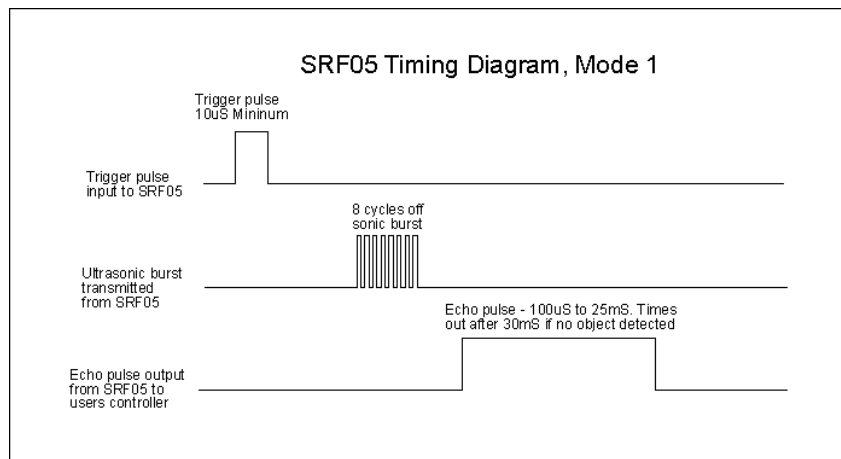 SRF05 Timing Diagram, Mode 1
Trigger pulse
10uS Mininum
Trigger pulse
input to SRF05
8 cycles off
sonic burst
Ultrasonic burst
transmitted
from SRF05
Echo pulse - 100uS to 25mS. Times
out after 30mS if no object detected
Echo pulse output
from SRF05 to
users controller